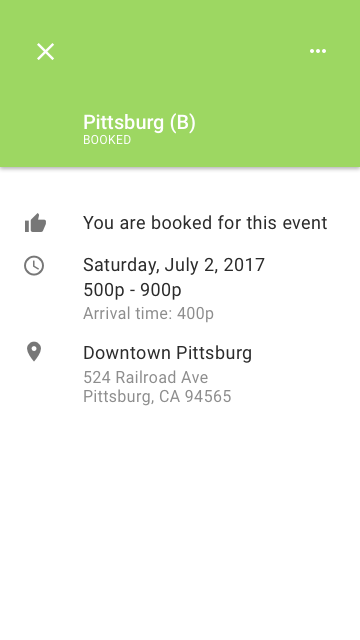 Pittsburg (B)
BOOKED
You are booked for this event
Saturday, July 2, 2017
500p - 900p
Arrival time: 400p
Downtown Pittsburg
524 Railroad Ave
Pittsburg, CA 94565